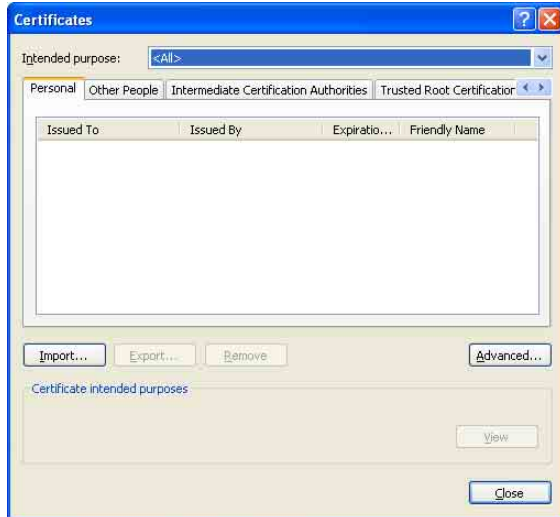 Certificates
Intended purpose: <All>
Personal Other People Intermediate Certification Authorities Trusted Root Certification
Issued To Issued By Expiratio... Friendly Name
Import... Export... Remove Advanced...
Certificate intended purposes
View
Close